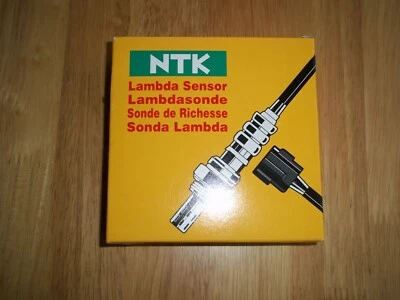 NTK
Lambda Sensor
Lambdasonde
Sonde de Richesse
Sonda Lambda